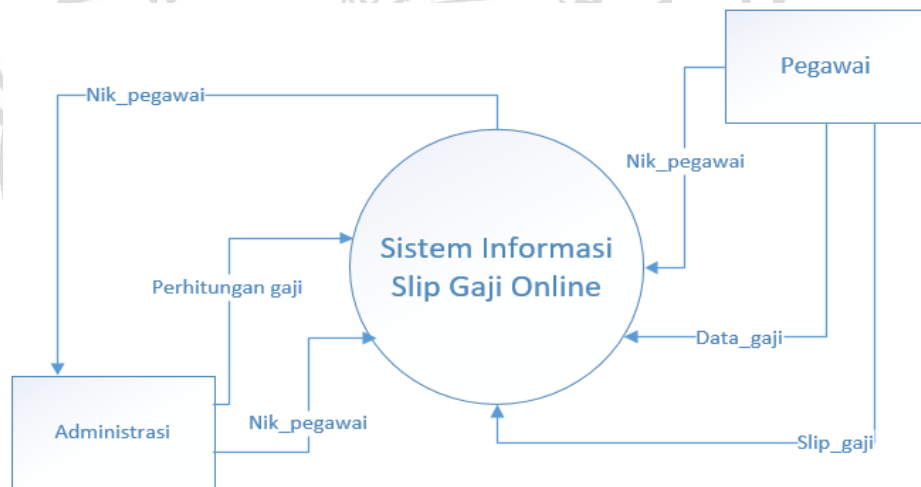 Pegawai
Nik_pegawai
Nik_pegawai
Sistem Informasi
Slip Gaji Online
Perhitungan gaji
Data_gaji
Nik_pegawai
Administrasi
Slip_gaji